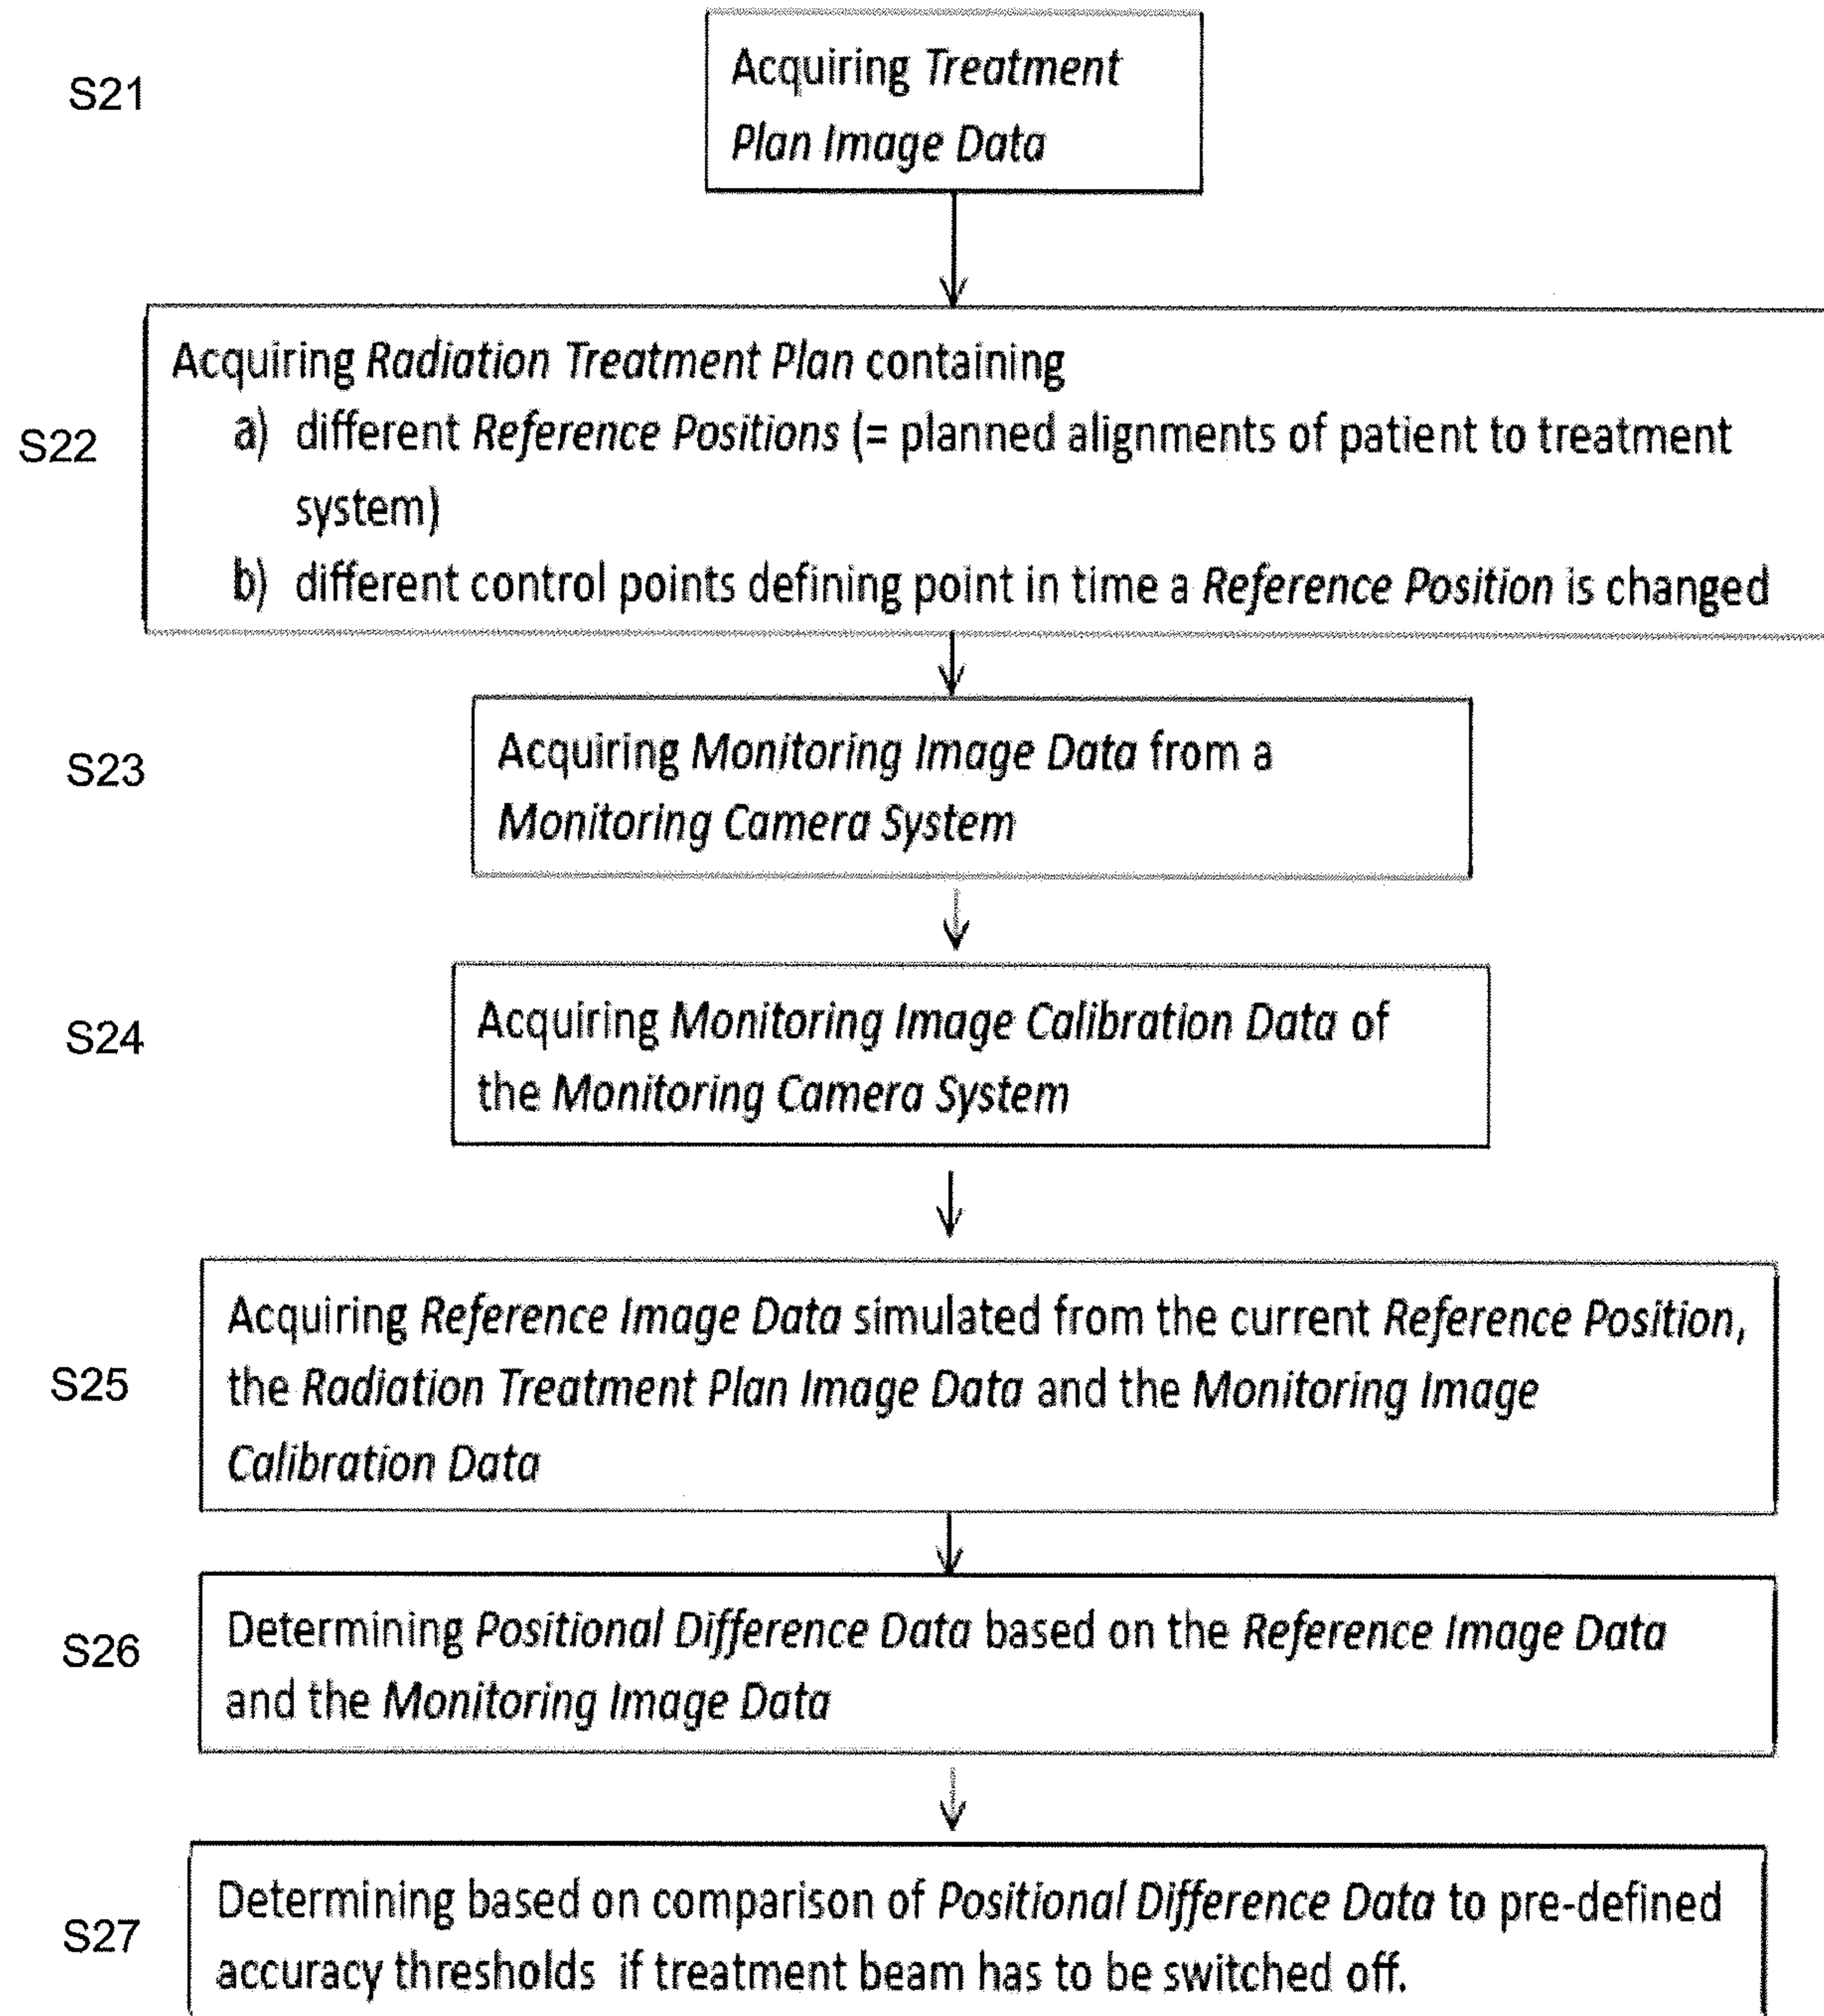 S21
Acquiring Treatment
Plan Image Data
Acquiring Radiation Treatment Plan containing
S22
a) different Reference Positions (= planned alignments of patient to treatment
system)
b) different control points defining point in time a Reference Position is changed
S23
Acquiring Monitoring Image Data from a
Monitoring Camera System
S24
Acquiring Monitoring Image Calibration Data of
the Monitoring Camera System
S25
Acquiring Reference Image Data simulated from the current Reference Position,
the Radiation Treatment Plan Image Data and the Monitoring Image
Calibration Data
S26
Determining Positional Difference Data based on the Reference Image Data
and the Monitoring Image Data
S27
Determining based on comparison of Positional Difference Data to pre-defined
accuracy thresholds if treatment beam has to be switched off.